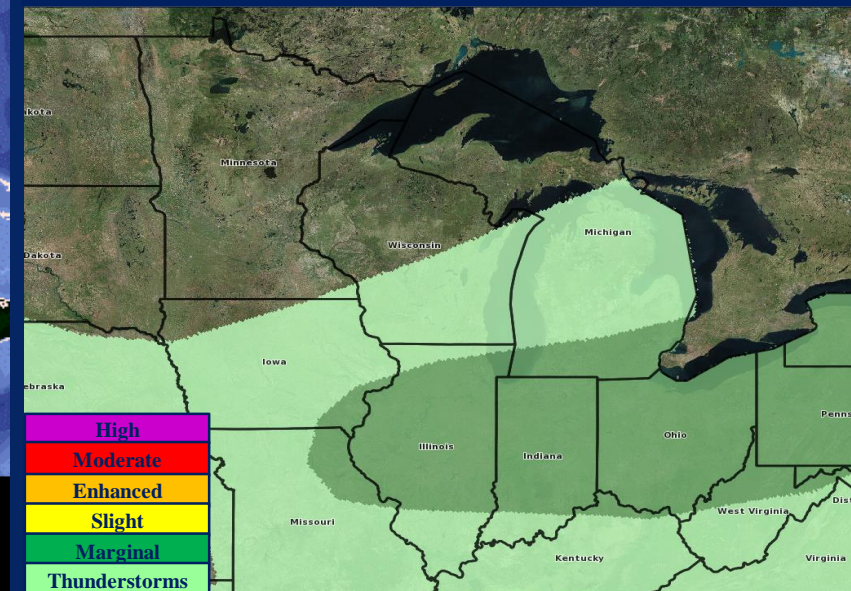 kota
Minnesota
Dakota
Wisconsin
Michigan
Iowa
ebraska
Illinois
Indiana
Ohio
Penns
Missouri
West Virginia
Dist
Kentucky
Virginia
High
Moderate
Enhanced
Slight
Marginal
Thunderstorms